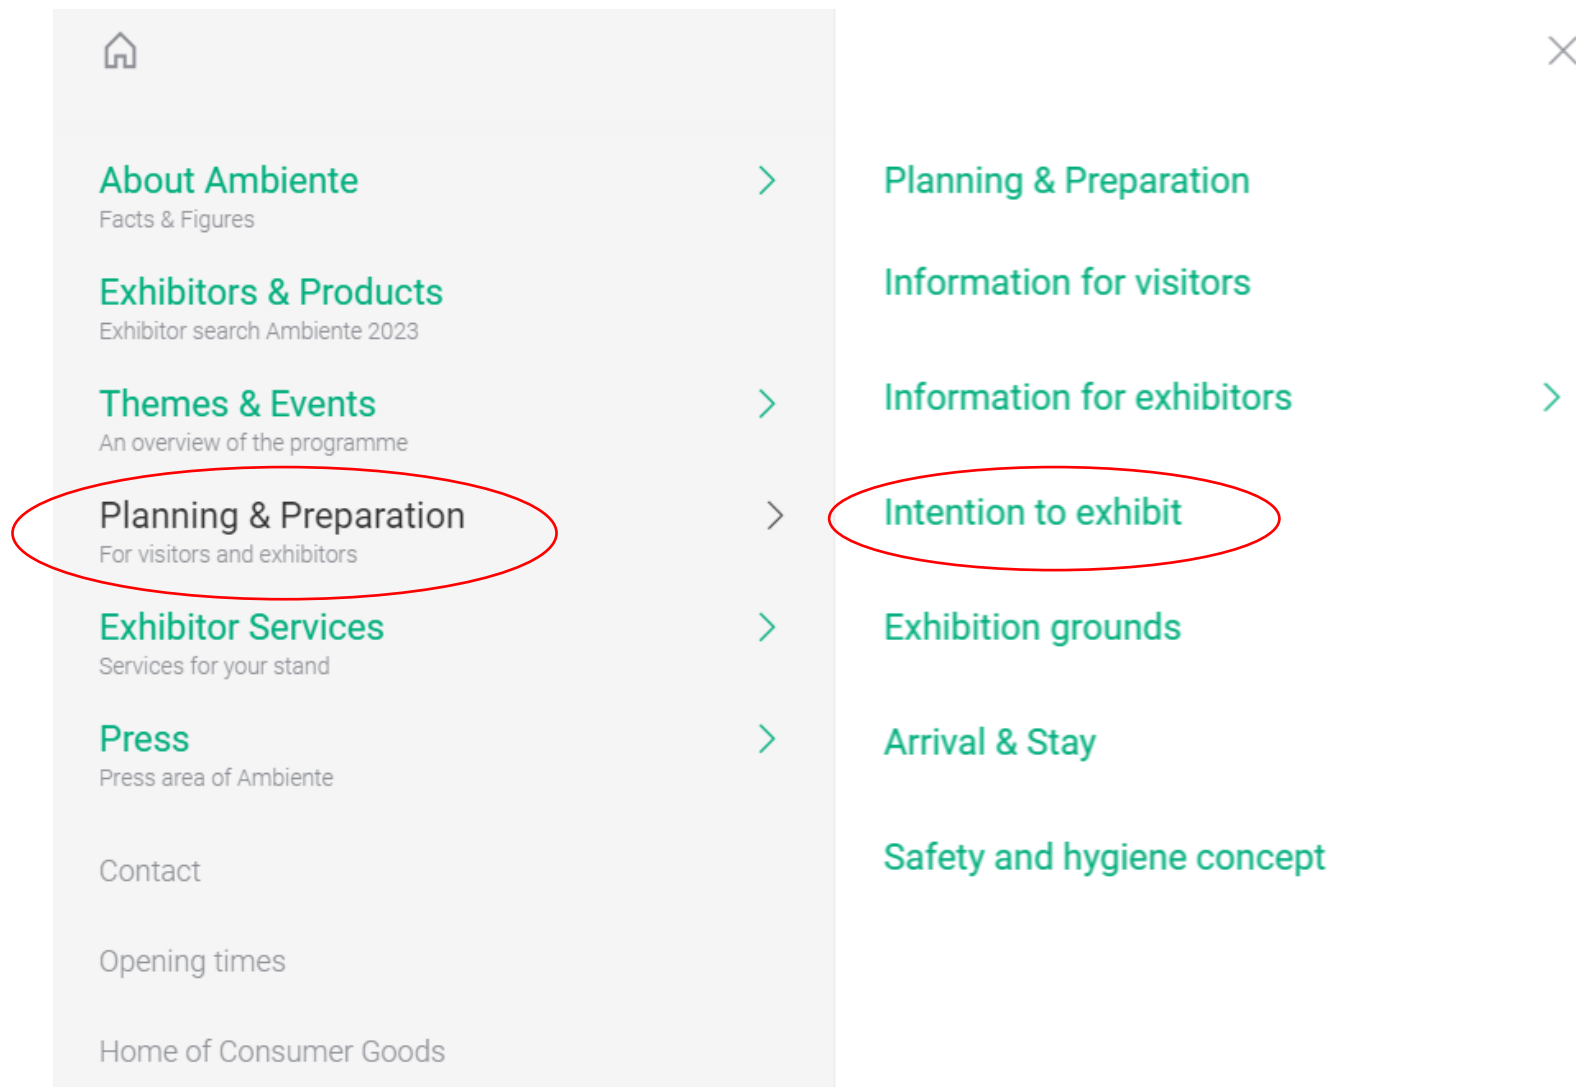 About Ambiente
Facts & Figures
Exhibitors & Products
Exhibitor search Ambiente 2023
Themes & Events
An overview of the programme
Planning & Preparation
For visitors and exhibitors
Exhibitor Services
Services for your stand
Press
Press area of Ambiente
Contact
Opening times
Home of Consumer Goods
Planning & Preparation
Information for visitors
Information for exhibitors
Intention to exhibit
Exhibition grounds
Arrival & Stay
Safety and hygiene concept